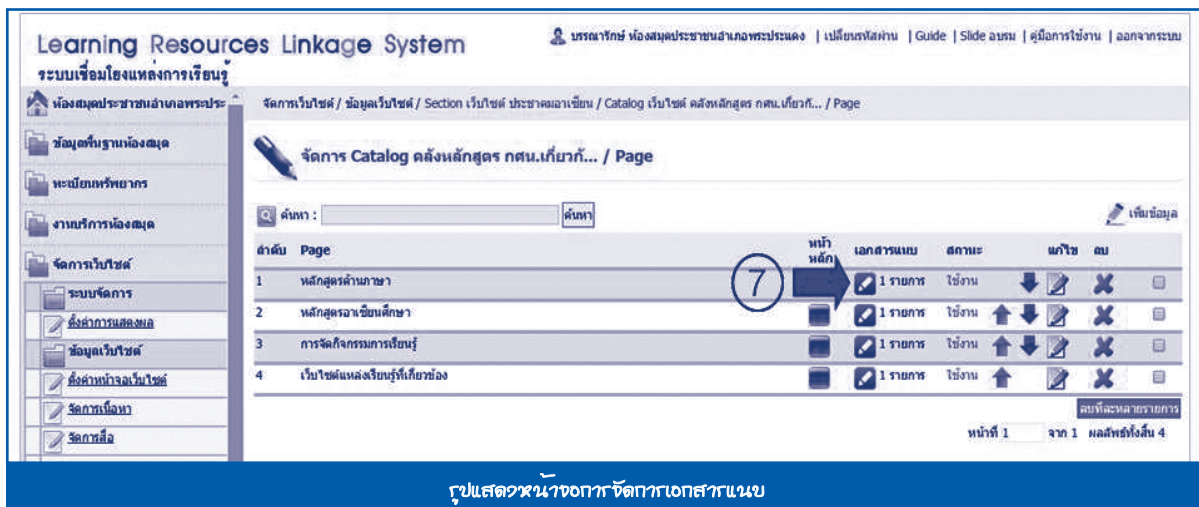 Learning Resources Linkage System
ระบบเชื่อมโยงแหล่งการเรียนรู้
บรรณารักษ์ ห้องสมุดประชาชนอำเภอพระประแดง | เปลี่ยนรหัสผ่าน | Guide | Slide อบรม | คู่มือการใช้งาน | ออกจากระบบ
ห้องสมุดประชาชนอำเภอพระประ
ข้อมูลพื้นฐานห้องสมุด
ทะเบียนทรัพยากร
งานบริการห้องสมุด
จัดการเว็บไซต์
ระบบจัดการ
ตั้งค่าการแสดงผล
ข้อมูลเว็บไซต์
ตั้งค่าหน้าจอเว็บไซต์
จัดการเนื้อหา
จัดการสื่อ
จัดการเว็บไซต์ / ข้อมูลเว็บไซต์ / Section เว็บไซต์ ประชาคมอาเซียน / Catalog เว็บไซต์ คลังหลักสูตร กศน.เกี่ยวกั... / Page
จัดการ Catalog คลังหลักสูตร กศน.เกี่ยวกั... / Page
ค้นหา : ค้นหา
เพิ่มข้อมูล
ลำดับ Page หน้าหลัก เอกสารแนบ สถานะ แก้ไข ลบ
1 หลักสูตรด้านภาษา 7 1 รายการ ใช้งาน
2 หลักสูตรอาเซียนศึกษา 1 รายการ ใช้งาน
3 การจัดกิจกรรมการเรียนรู้ 1 รายการ ใช้งาน
4 เว็บไซต์แหล่งเรียนรู้ที่เกี่ยวข้อง 1 รายการ ใช้งาน
ลบทีละหลายรายการ
หน้าที่ 1 จาก 1 ผลลัพธ์ทั้งสิ้น 4
รูปแสดงหน้าจอการจัดการเอกสารแนบ